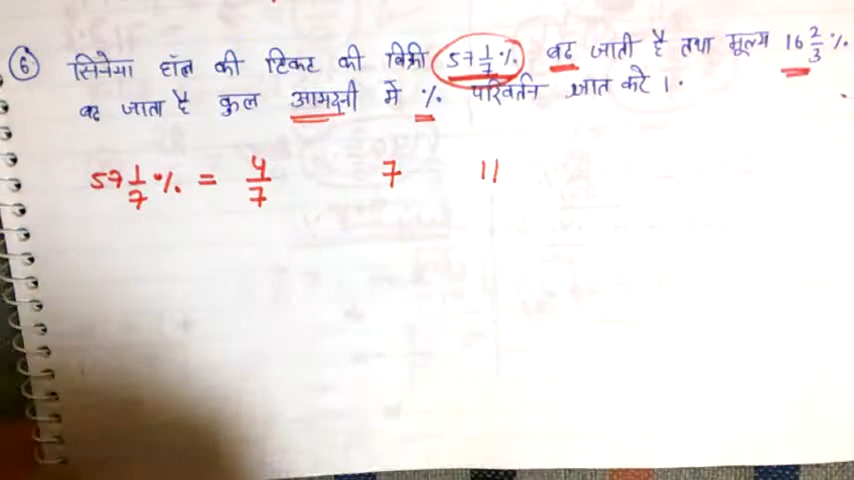 ⑥ सिनेमा हॉल की टिकट की बिक्री 57 1/7 % बढ जाती है तथा मूल्य 16 2/3 %
बढ जाता है कुल आमदनी में % परिवर्तन ज्ञात करे ।.
57 1/7 % = 4/7 7 11